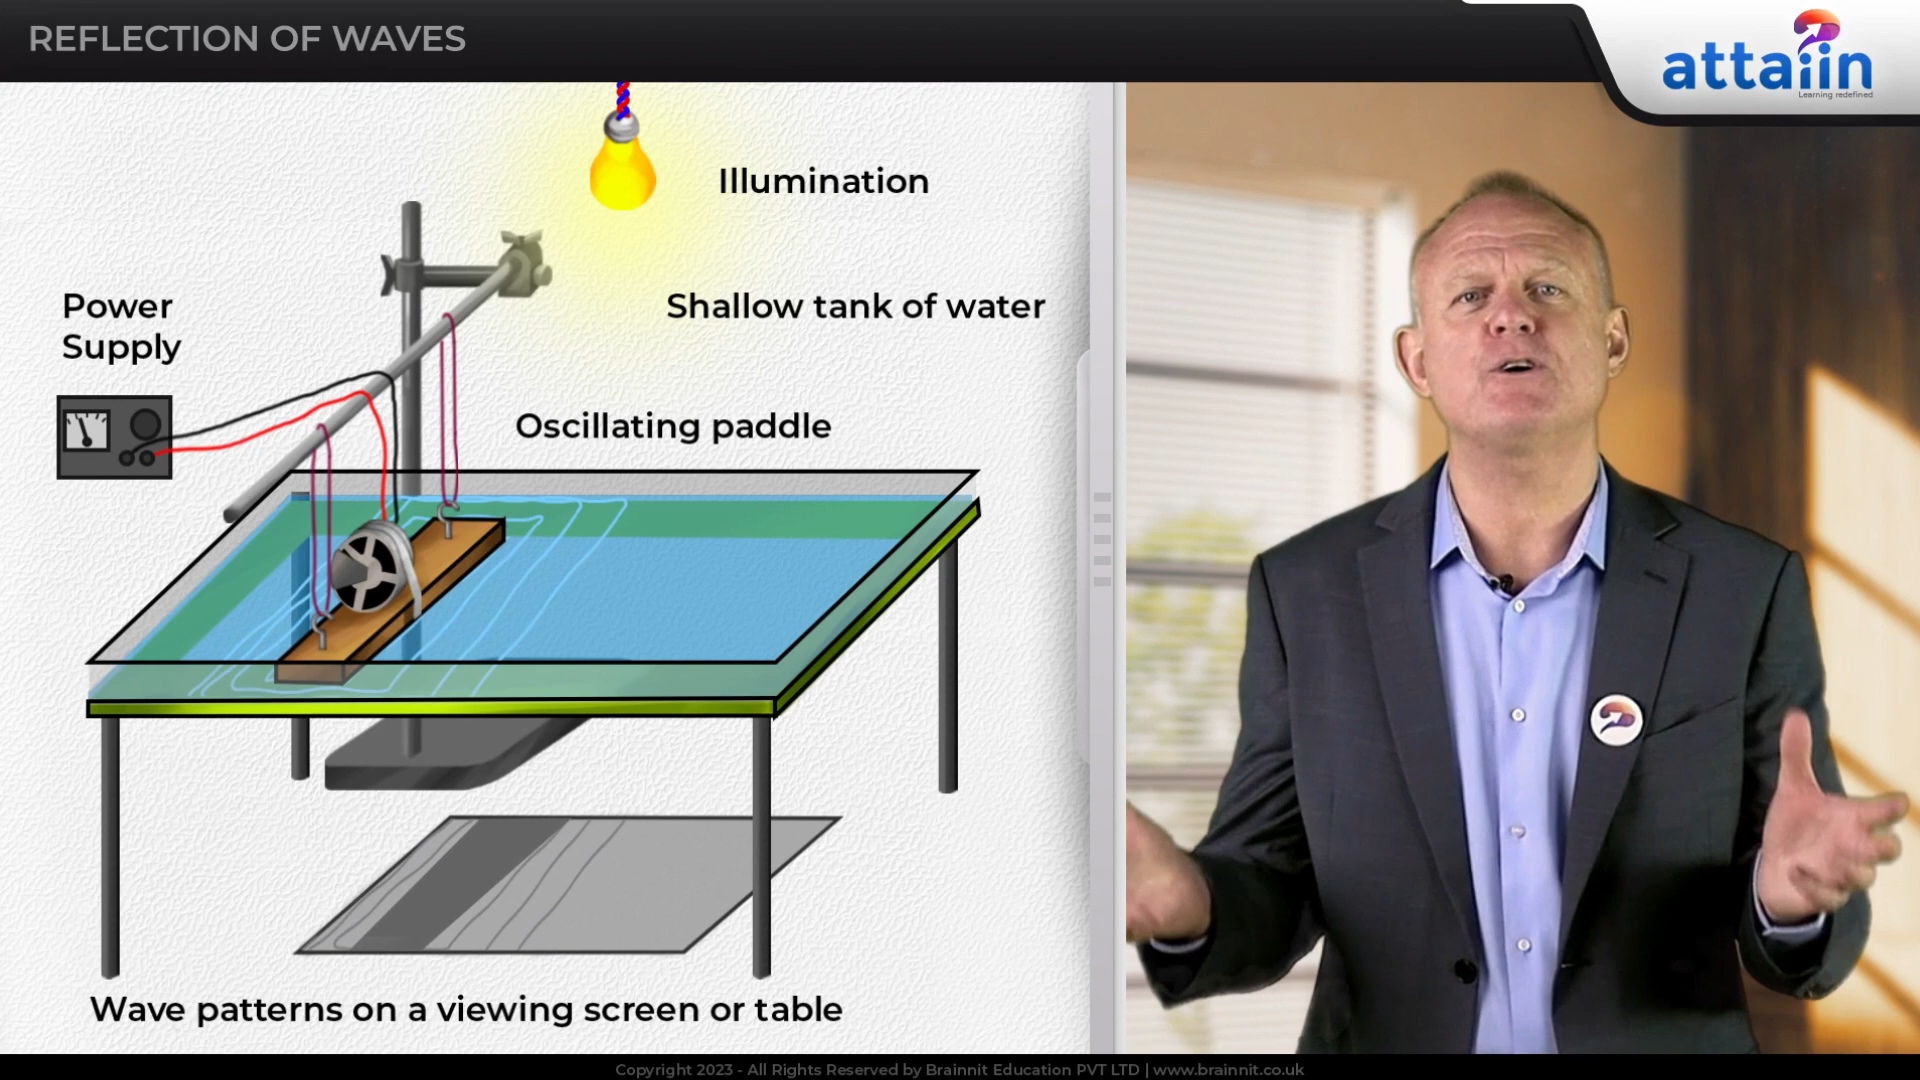 REFLECTION OF WAVES
attaiin
Learning redefined
Illumination
Power
Supply
Shallow tank of water
Oscillating paddle
Wave patterns on a viewing screen or table
Copyright 2023 - All Rights Reserved by Brainnit Education PVT LTD | www.brainnit.co.uk